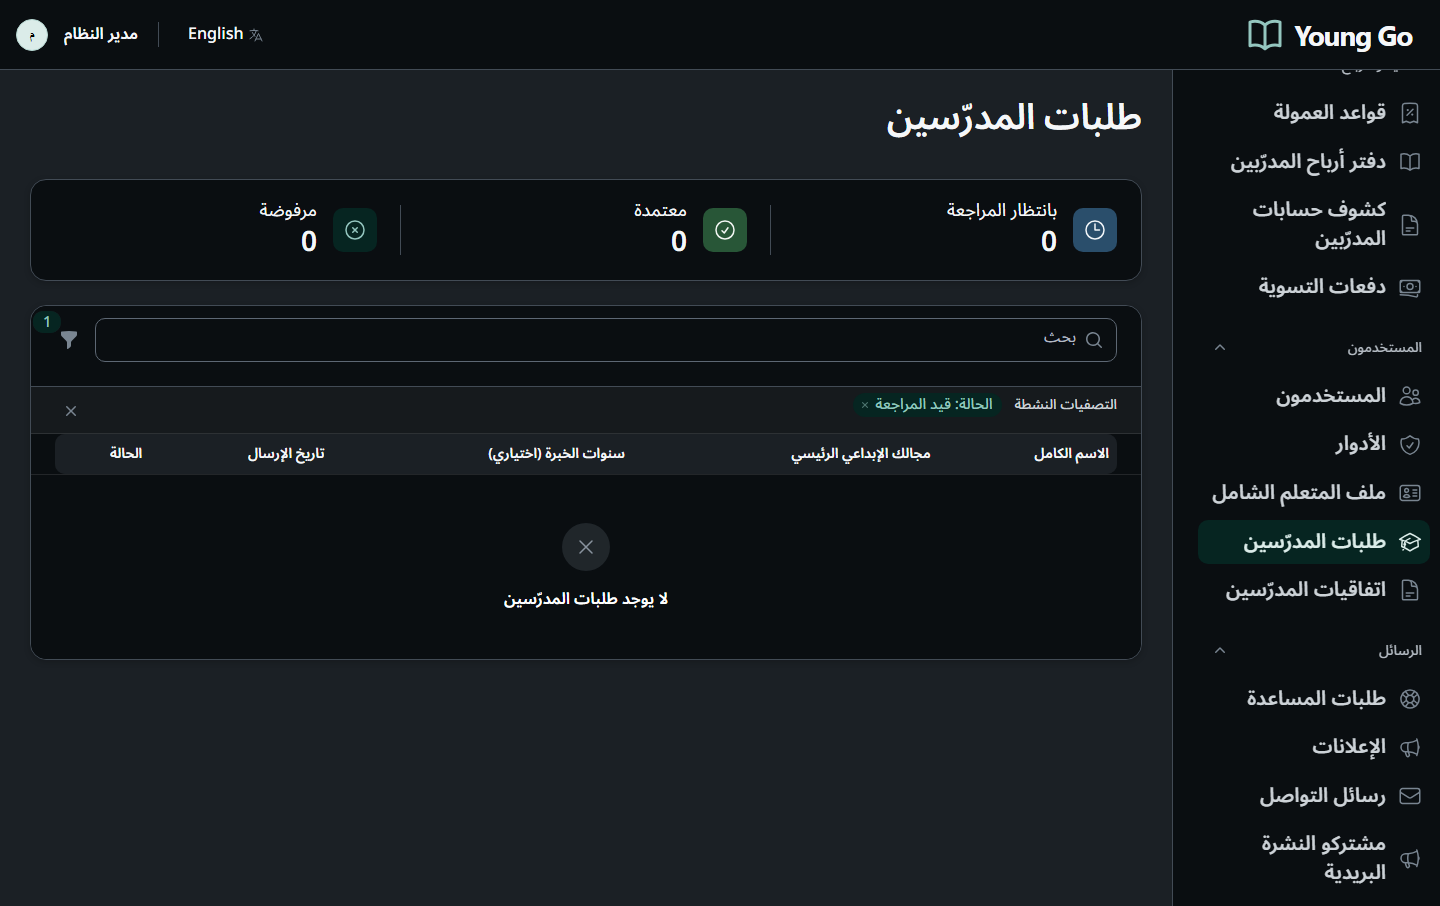 Young Go
English
مدير النظام
م
قواعد العمولة
دفتر أرباح المدرّبين
كشوف حسابات
المدرّبين
دفعات التسوية
المستخدمون
المستخدمون
الأدوار
ملف المتعلم الشامل
طلبات المدرّسين
اتفاقيات المدرّسين
الرسائل
طلبات المساعدة
الإعلانات
رسائل التواصل
مشتركو النشرة
البريدية
طلبات المدرّسين
بانتظار المراجعة
0
معتمدة
0
مرفوضة
0
بحث
1
التصفيات النشطة
الحالة: قيد المراجعة
الاسم الكامل
مجالك الإبداعي الرئيسي
سنوات الخبرة (اختياري)
تاريخ الإرسال
الحالة
لا يوجد طلبات المدرّسين